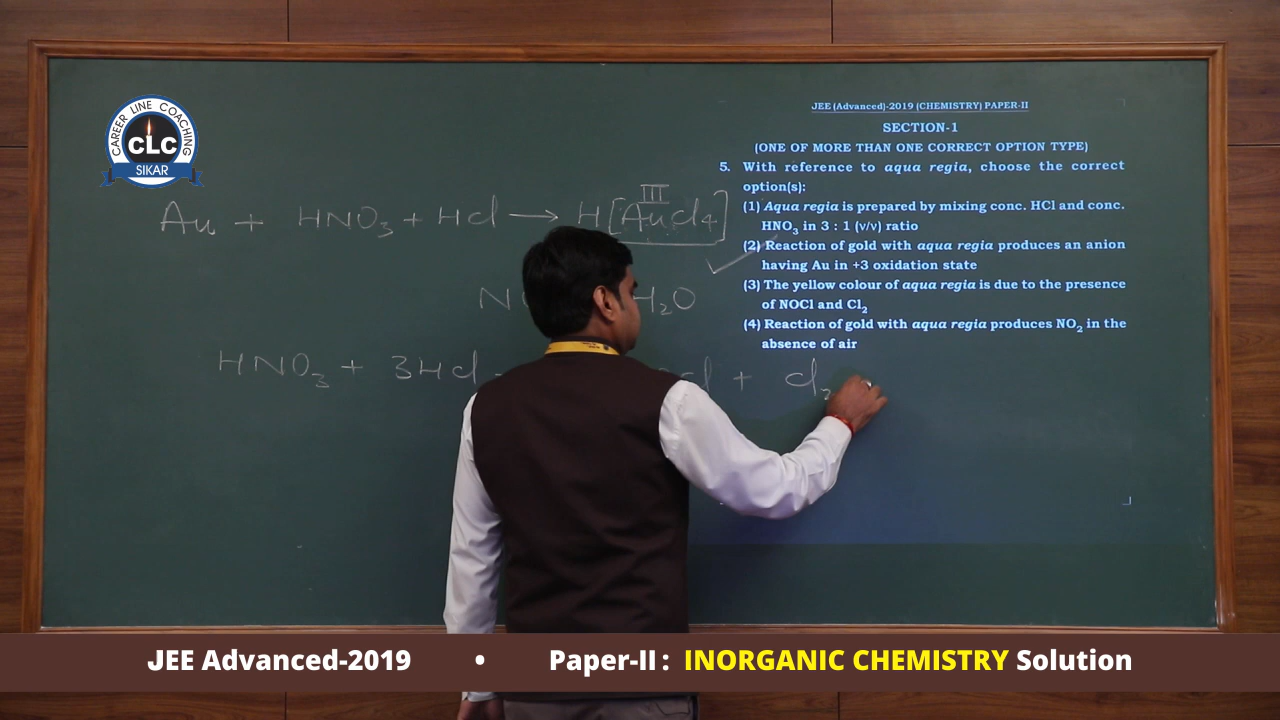 CAREER LINE COACHING
CLC
SIKAR
JEE (Advanced)-2019 (CHEMISTRY) PAPER-II
SECTION-1
(ONE OF MORE THAN ONE CORRECT OPTION TYPE)
5. With reference to aqua regia, choose the correct
option(s):
(1) Aqua regia is prepared by mixing conc. HCl and conc.
HNO₃ in 3 : 1 (v/v) ratio
(2) Reaction of gold with aqua regia produces an anion
having Au in +3 oxidation state
(3) The yellow colour of aqua regia is due to the presence
of NOCl and Cl₂
(4) Reaction of gold with aqua regia produces NO₂ in the
absence of air
III
Au + HNO₃ + HCl ⟶ H[AuCl₄]
H₂O
HNO₃ + 3HCl + Cl₂
JEE Advanced-2019 • Paper-II : INORGANIC CHEMISTRY Solution